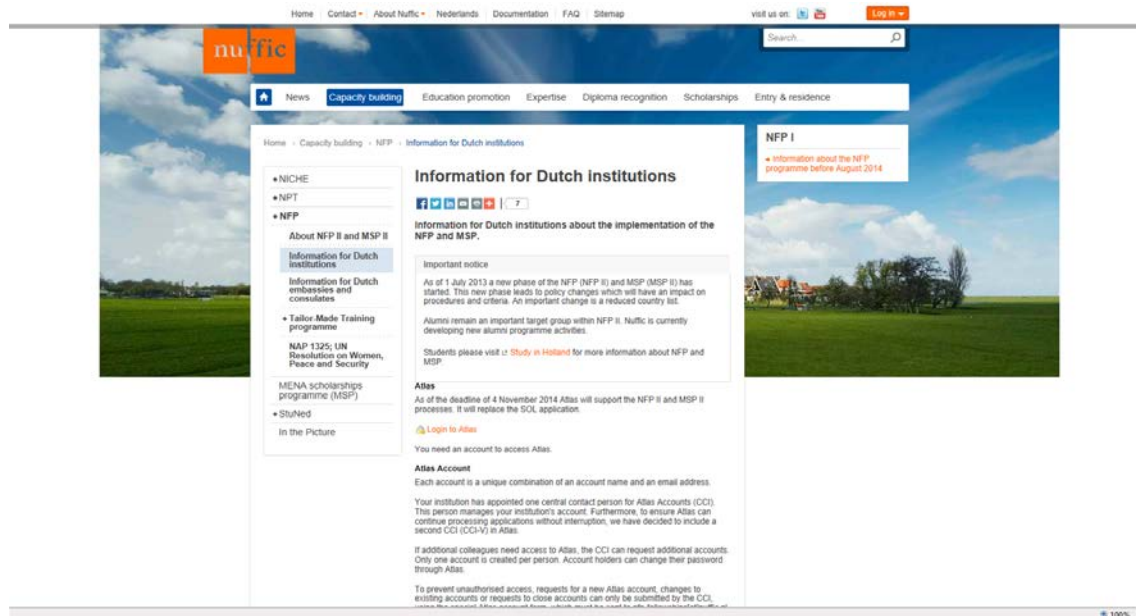 Home Contact About Nuffic Nederlands Documentation FAQ Sitemap visit us on: Log in
nuffic
Search...
News Capacity building Education promotion Expertise Diploma recognition Scholarships Entry & residence
Home › Capacity building › NFP › Information for Dutch institutions
NICHE
NPT
NFP
About NFP II and MSP II
Information for Dutch
institutions
Information for Dutch
embassies and
consulates
Tailor-Made Training
programme
NAP 1325; UN
Resolution on Women,
Peace and Security
MENA scholarships
programme (MSP)
StuNed
In the Picture
Information for Dutch institutions
7
Information for Dutch institutions about the implementation of the
NFP and MSP.
Important notice
As of 1 July 2013 a new phase of the NFP (NFP II) and MSP (MSP II) has
started. This new phase leads to policy changes which will have an impact on
procedures and criteria. An important change is a reduced country list.
Alumni remain an important target group within NFP II. Nuffic is currently
developing new alumni programme activities.
Students please visit Study in Holland for more information about NFP and
MSP.
Atlas
As of the deadline of 4 November 2014 Atlas will support the NFP II and MSP II
processes. It will replace the SOL application.
Login to Atlas
You need an account to access Atlas.
Atlas Account
Each account is a unique combination of an account name and an email address.
Your institution has appointed one central contact person for Atlas Accounts (CCI).
This person manages your institution's account. Furthermore, to ensure Atlas can
continue processing applications without interruption, we have decided to include a
second CCI (CCI-V) in Atlas.
If additional colleagues need access to Atlas, the CCI can request additional accounts.
Only one account is created per person. Account holders can change their password
through Atlas.
To prevent unauthorised access, requests for a new Atlas account, changes to
existing accounts or requests to close accounts can only be submitted by the CCI,
NFP I
Information about the NFP
programme before August 2014
100%